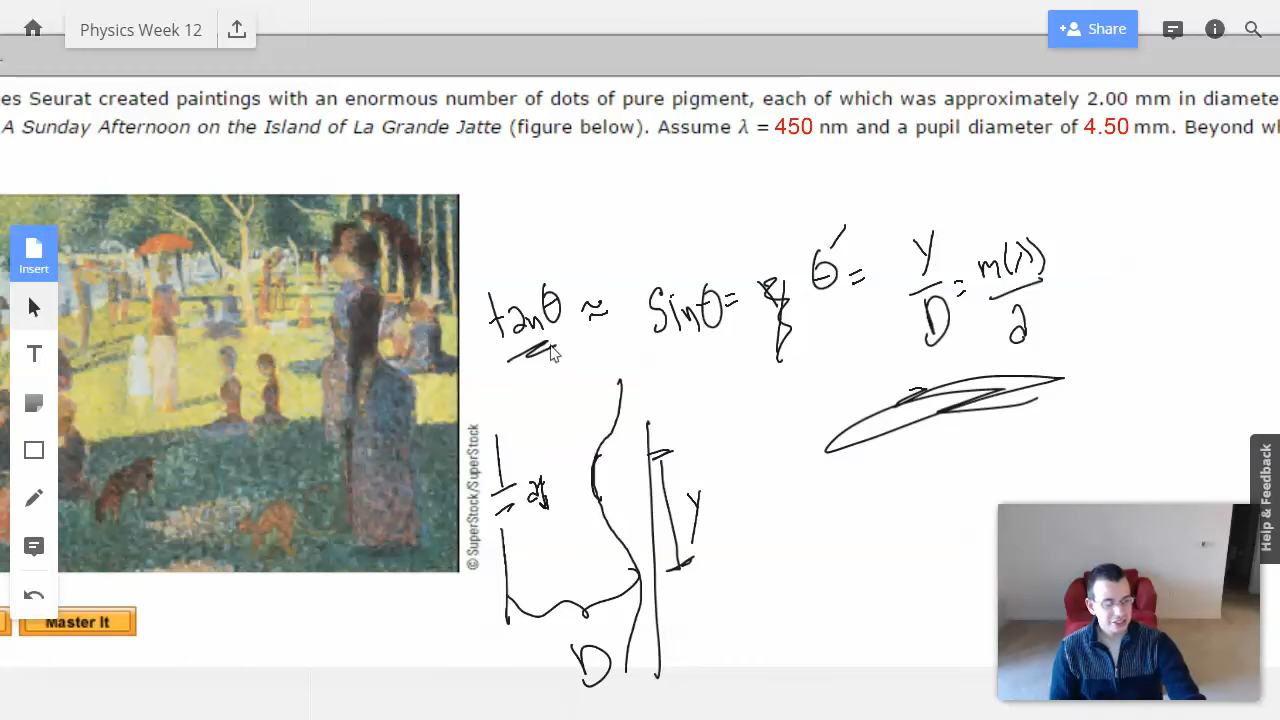 Physics Week 12
Share
es Seurat created paintings with an enormous number of dots of pure pigment, each of which was approximately 2.00 mm in diamete
A Sunday Afternoon on the Island of La Grande Jatte (figure below). Assume λ = 450 nm and a pupil diameter of 4.50 mm. Beyond wh
Insert
T
tanθ ≈ sinθ =
θ =
y/D = m(λ)/a
© SuperStock/SuperStock
y
D
Master It
Help & Feedback